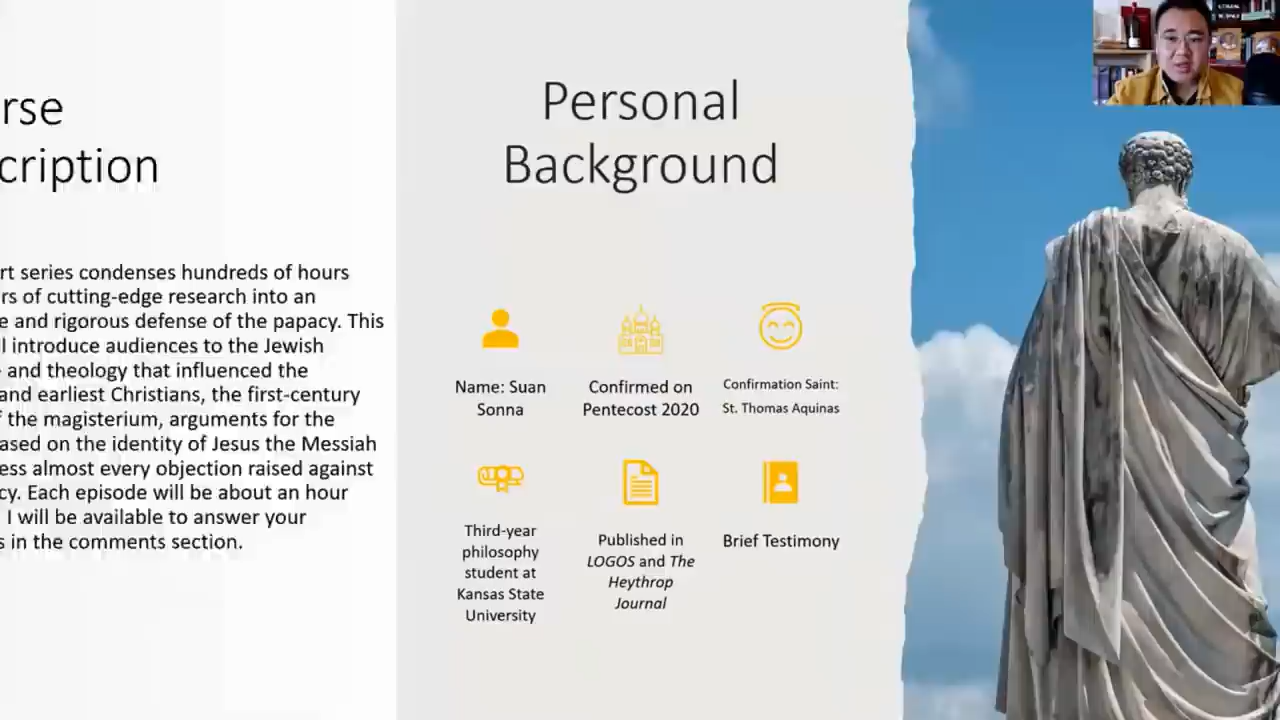 rse
cription
rt series condenses hundreds of hours
rs of cutting-edge research into an
e and rigorous defense of the papacy. This
ll introduce audiences to the Jewish
and theology that influenced the
and earliest Christians, the first-century
f the magisterium, arguments for the
ased on the identity of Jesus the Messiah
ess almost every objection raised against
cy. Each episode will be about an hour
I will be available to answer your
s in the comments section.
Personal
Background
Name: Suan
Sonna
Confirmed on
Pentecost 2020
Confirmation Saint:
St. Thomas Aquinas
Third-year
philosophy
student at
Kansas State
University
Published in
LOGOS and The
Heythrop
Journal
Brief Testimony